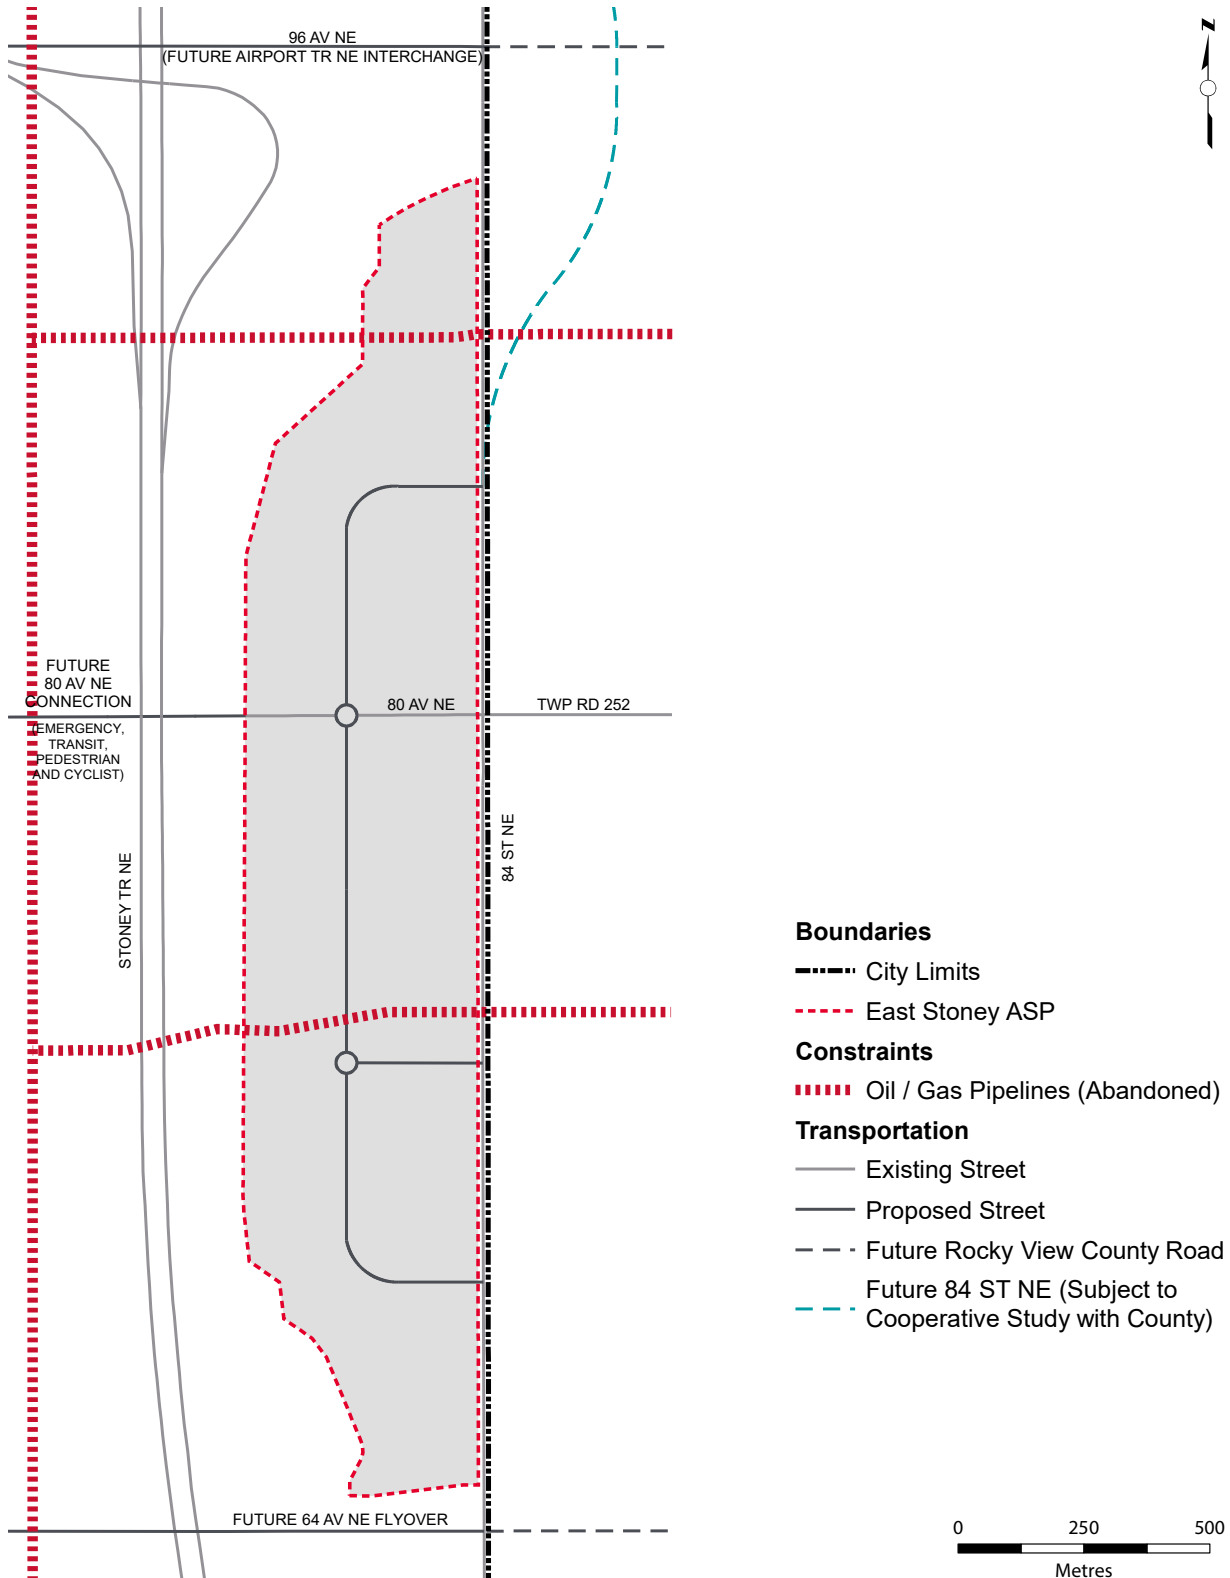 96 AV NE
(FUTURE AIRPORT TR NE INTERCHANGE)
N
FUTURE
80 AV NE
CONNECTION
(EMERGENCY,
TRANSIT,
PEDESTRIAN
AND CYCLIST)
80 AV NE
TWP RD 252
STONEY TR NE
84 ST NE
FUTURE 64 AV NE FLYOVER
Boundaries
City Limits
East Stoney ASP
Constraints
Oil / Gas Pipelines (Abandoned)
Transportation
Existing Street
Proposed Street
Future Rocky View County Road
Future 84 ST NE (Subject to
Cooperative Study with County)
0 250 500
Metres